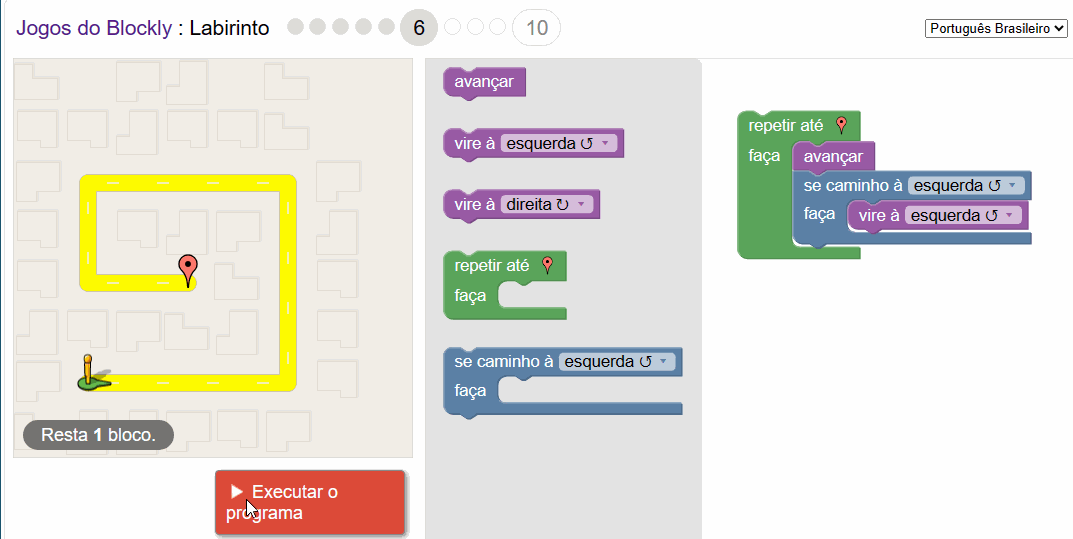 Jogos do Blockly : Labirinto 6 10 Português Brasileiro
avançar
vire à esquerda ↺
vire à direita ↻
repetir até
faça
se caminho à esquerda ↺
faça
repetir até
faça avançar
se caminho à esquerda ↺
faça vire à esquerda ↺
Resta 1 bloco.
Executar o
programa